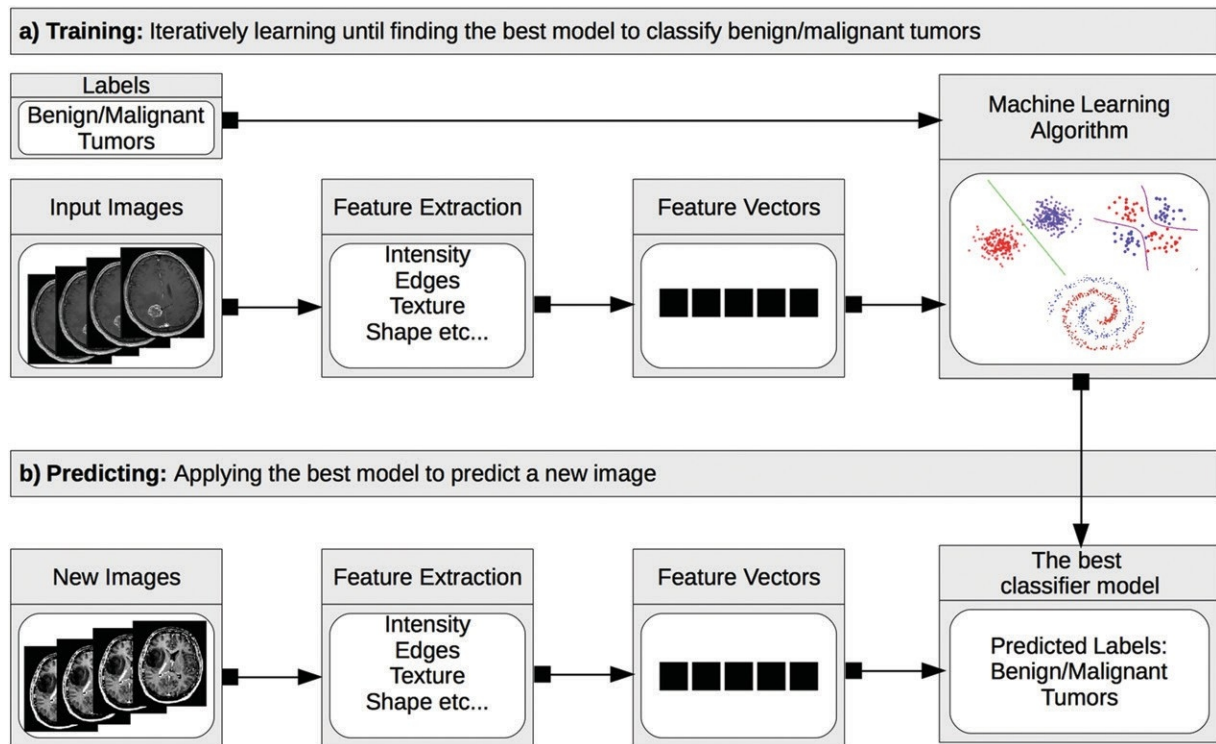 a) Training: Iteratively learning until finding the best model to classify benign/malignant tumors
Labels
Benign/Malignant
Tumors
Machine Learning
Algorithm
Input Images
Feature Extraction
Intensity
Edges
Texture
Shape etc...
Feature Vectors
b) Predicting: Applying the best model to predict a new image
New Images
Feature Extraction
Intensity
Edges
Texture
Shape etc...
Feature Vectors
The best
classifier model
Predicted Labels:
Benign/Malignant
Tumors